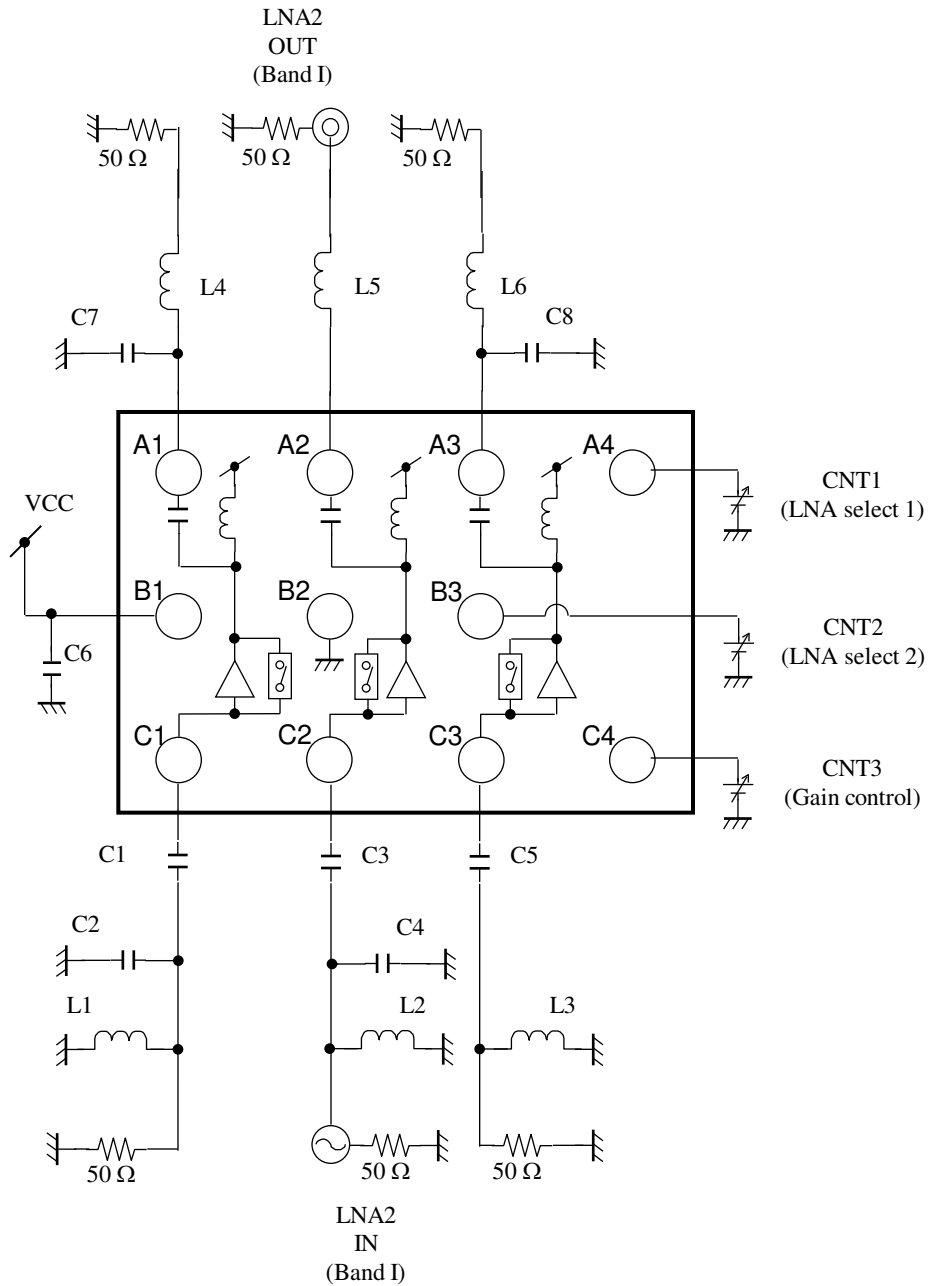 LNA2
OUT
(Band I)
50 Ω
50 Ω
50 Ω
L4
L5
L6
C7
C8
A1
A2
A3
A4
CNT1
(LNA select 1)
VCC
B1
B2
B3
CNT2
(LNA select 2)
C6
C1
C2
C3
C4
CNT3
(Gain control)
C1
C3
C5
C2
C4
L1
L2
L3
50 Ω
50 Ω
50 Ω
LNA2
IN
(Band I)